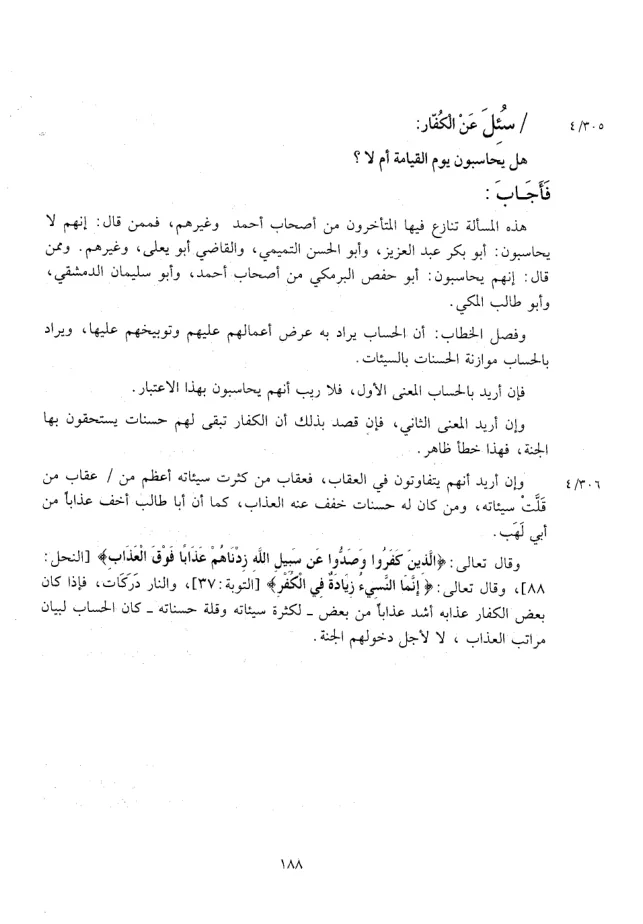 ٤/٣٠٥ / سُئِلَ عَنْ الكُفّار:
هل يحاسبون يوم القيامة أم لا ؟
فَأَجَـابَ :
هذه المسألة تنازع فيها المتأخرون من أصحاب أحمد وغيرهم، فممن قال: إنهم لا
يحاسبون: أبو بكر عبد العزيز، وأبو الحسن التميمي، والقاضي أبو يعلى، وغيرهم. وممن
قال: إنهم يحاسبون: أبو حفص البرمكي من أصحاب أحمد، وأبو سليمان الدمشقي،
وأبو طالب المكي.
وفصل الخطاب: أن الحساب يراد به عرض أعمالهم عليهم وتوبيخهم عليها، ويراد
بالحساب موازنة الحسنات بالسيئات.
فإن أريد بالحساب المعنى الأول، فلا ريب أنهم يحاسبون بهذا الاعتبار.
وإن أريد المعنى الثاني، فإن قصد بذلك أن الكفار تبقى لهم حسنات يستحقون بها
الجنة، فهذا خطأ ظاهر.
٤/٣٠٦ وإن أريد أنهم يتفاوتون في العقاب، فعقاب من كثرت سيئاته أعظم من / عقاب من
قَلَّتْ سيئاته، ومن كان له حسنات خفف عنه العذاب، كما أن أبا طالب أخف عذاباً من
أبي لَهَب.
وقال تعالى: ﴿الَّذِينَ كَفَرُوا وَصَدُّوا عَن سَبِيلِ اللَّهِ زِدْنَاهُمْ عَذَابًا فَوْقَ الْعَذَابِ﴾ [النحل:
٨٨]، وقال تعالى: ﴿إِنَّمَا النَّسِيءُ زِيَادَةٌ فِي الْكُفْرِ﴾ [التوبة:٣٧]، والنار دَرَكَات، فإذا كان
بعض الكفار عذابه أشد عذاباً من بعض ـ لكثرة سيئاته وقلة حسناته ـ كان الحساب لبيان
مراتب العذاب ، لا لأجل دخولهم الجنة.
١٨٨